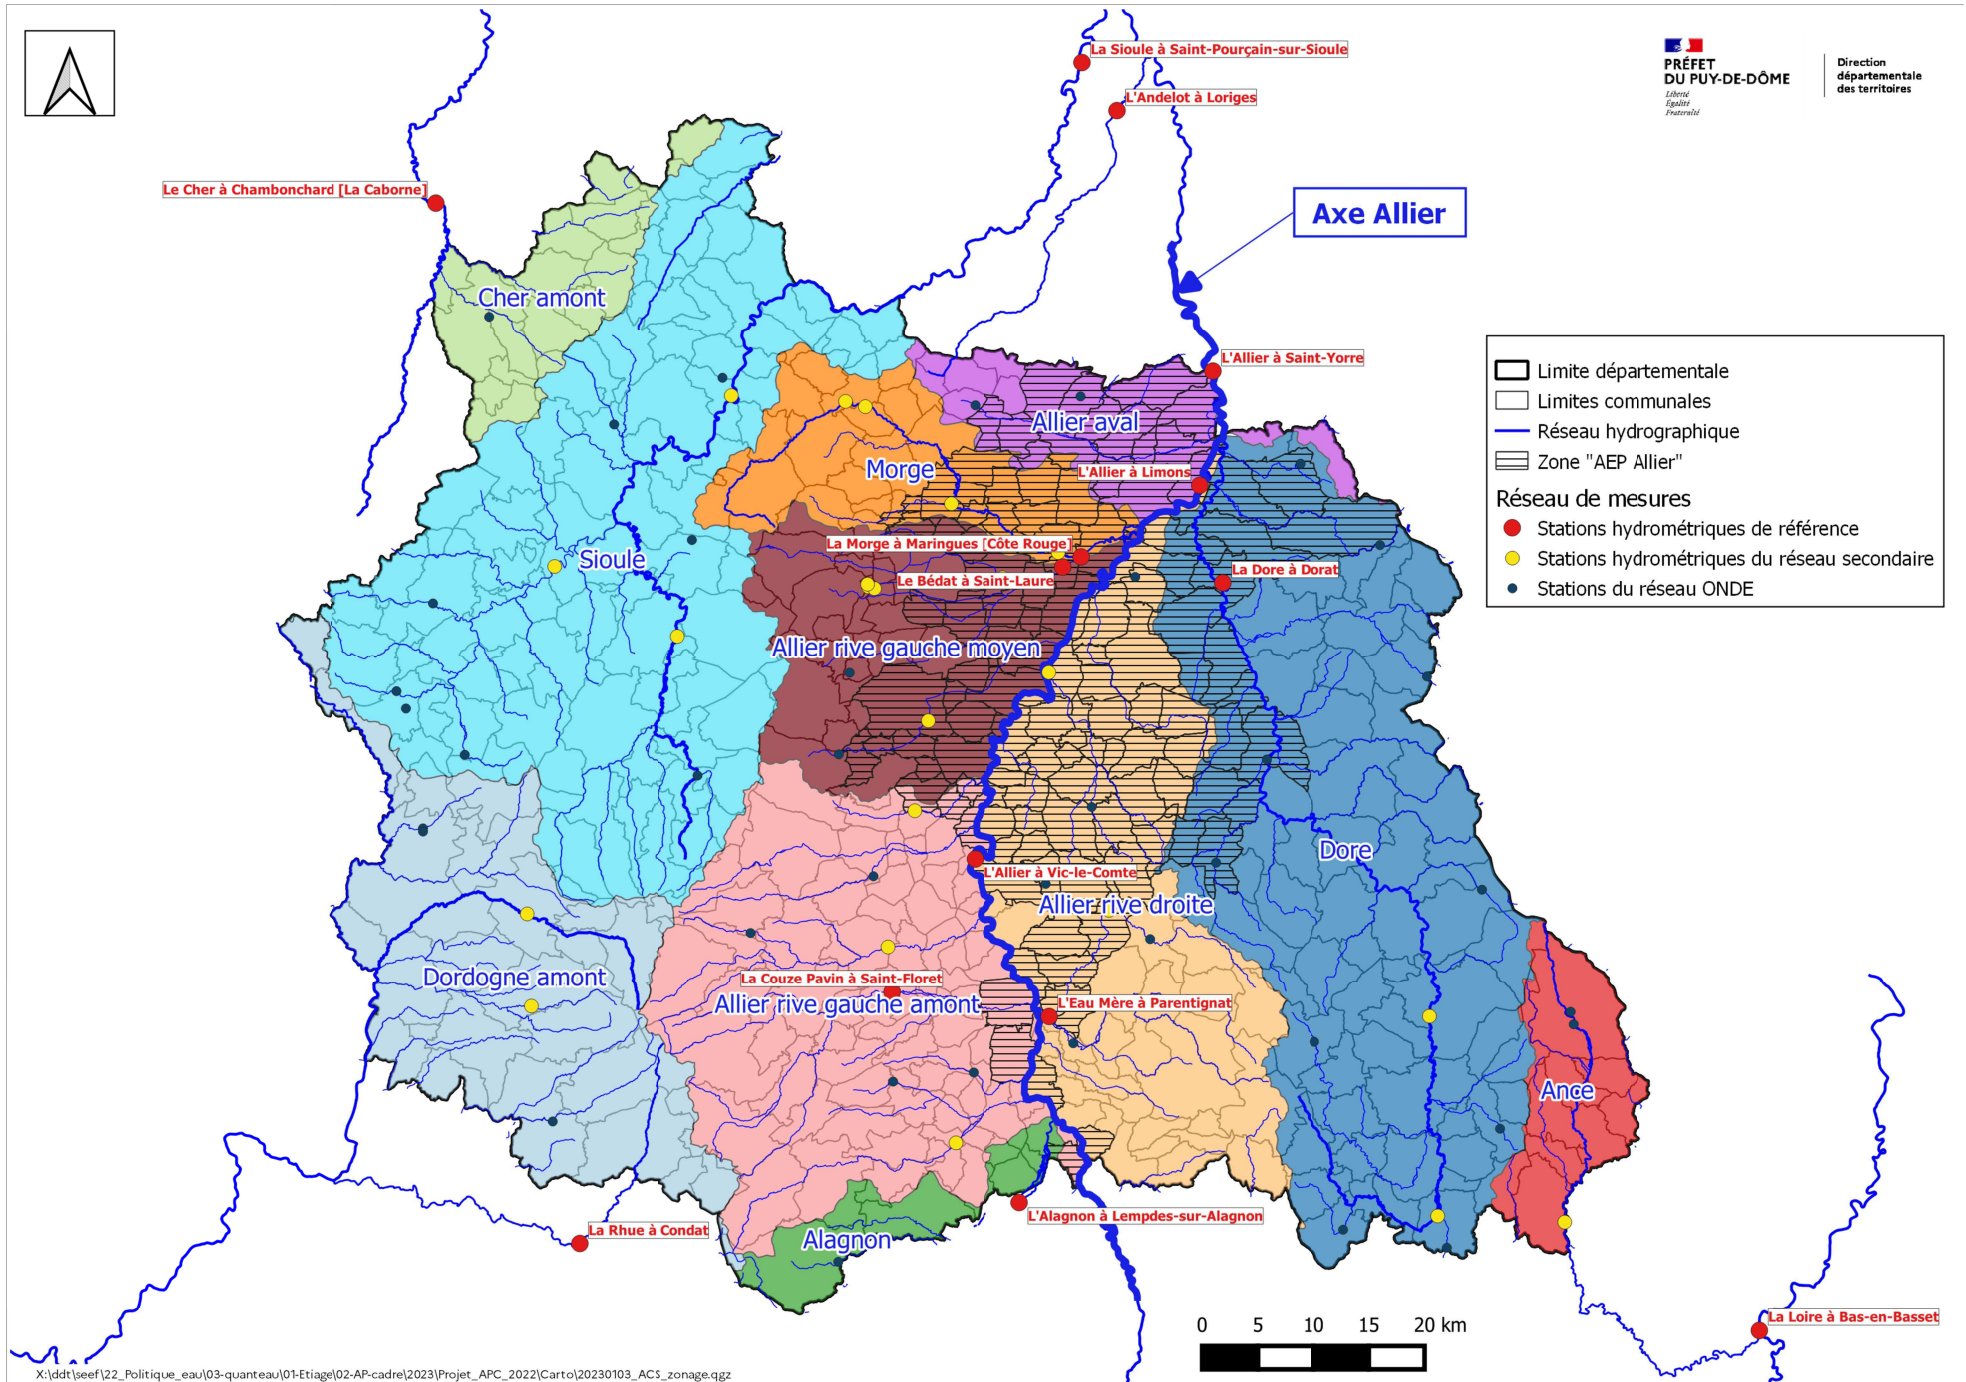 La Sioule à Saint-Pourçain-sur-Sioule
L'Andelot à Loriges
PRÉFET
DU PUY-DE-DÔME
Liberté
Égalité
Fraternité
Direction
départementale
des territoires
Le Cher à Chambonchard [La Caborne]
Axe Allier
Cher amont
L'Allier à Saint-Yorre
Limite départementale
Limites communales
Réseau hydrographique
Zone "AEP Allier"
Réseau de mesures
Stations hydrométriques de référence
Stations hydrométriques du réseau secondaire
Stations du réseau ONDE
Allier aval
Morge
L'Allier à Limons
La Morge à Maringues [Côte Rouge]
Sioule
Le Bédat à Saint-Laure
La Dore à Dorat
Allier rive gauche moyen
Dore
L'Allier à Vic-le-Comte
Allier rive droite
Dordogne amont
La Couze Pavin à Saint-Floret
Allier rive gauche amont
L'Eau Mère à Parentignat
Ance
L'Alagnon à Lempdes-sur-Alagnon
La Rhue à Condat
Alagnon
La Loire à Bas-en-Basset
0 5 10 15 20 km
X:\ddt\seef\22_Politique_eau\03-quanteau\01-Etiage\02-AP-cadre\2023\Projet_APC_2022\Carto\20230103_ACS_zonage.qgz